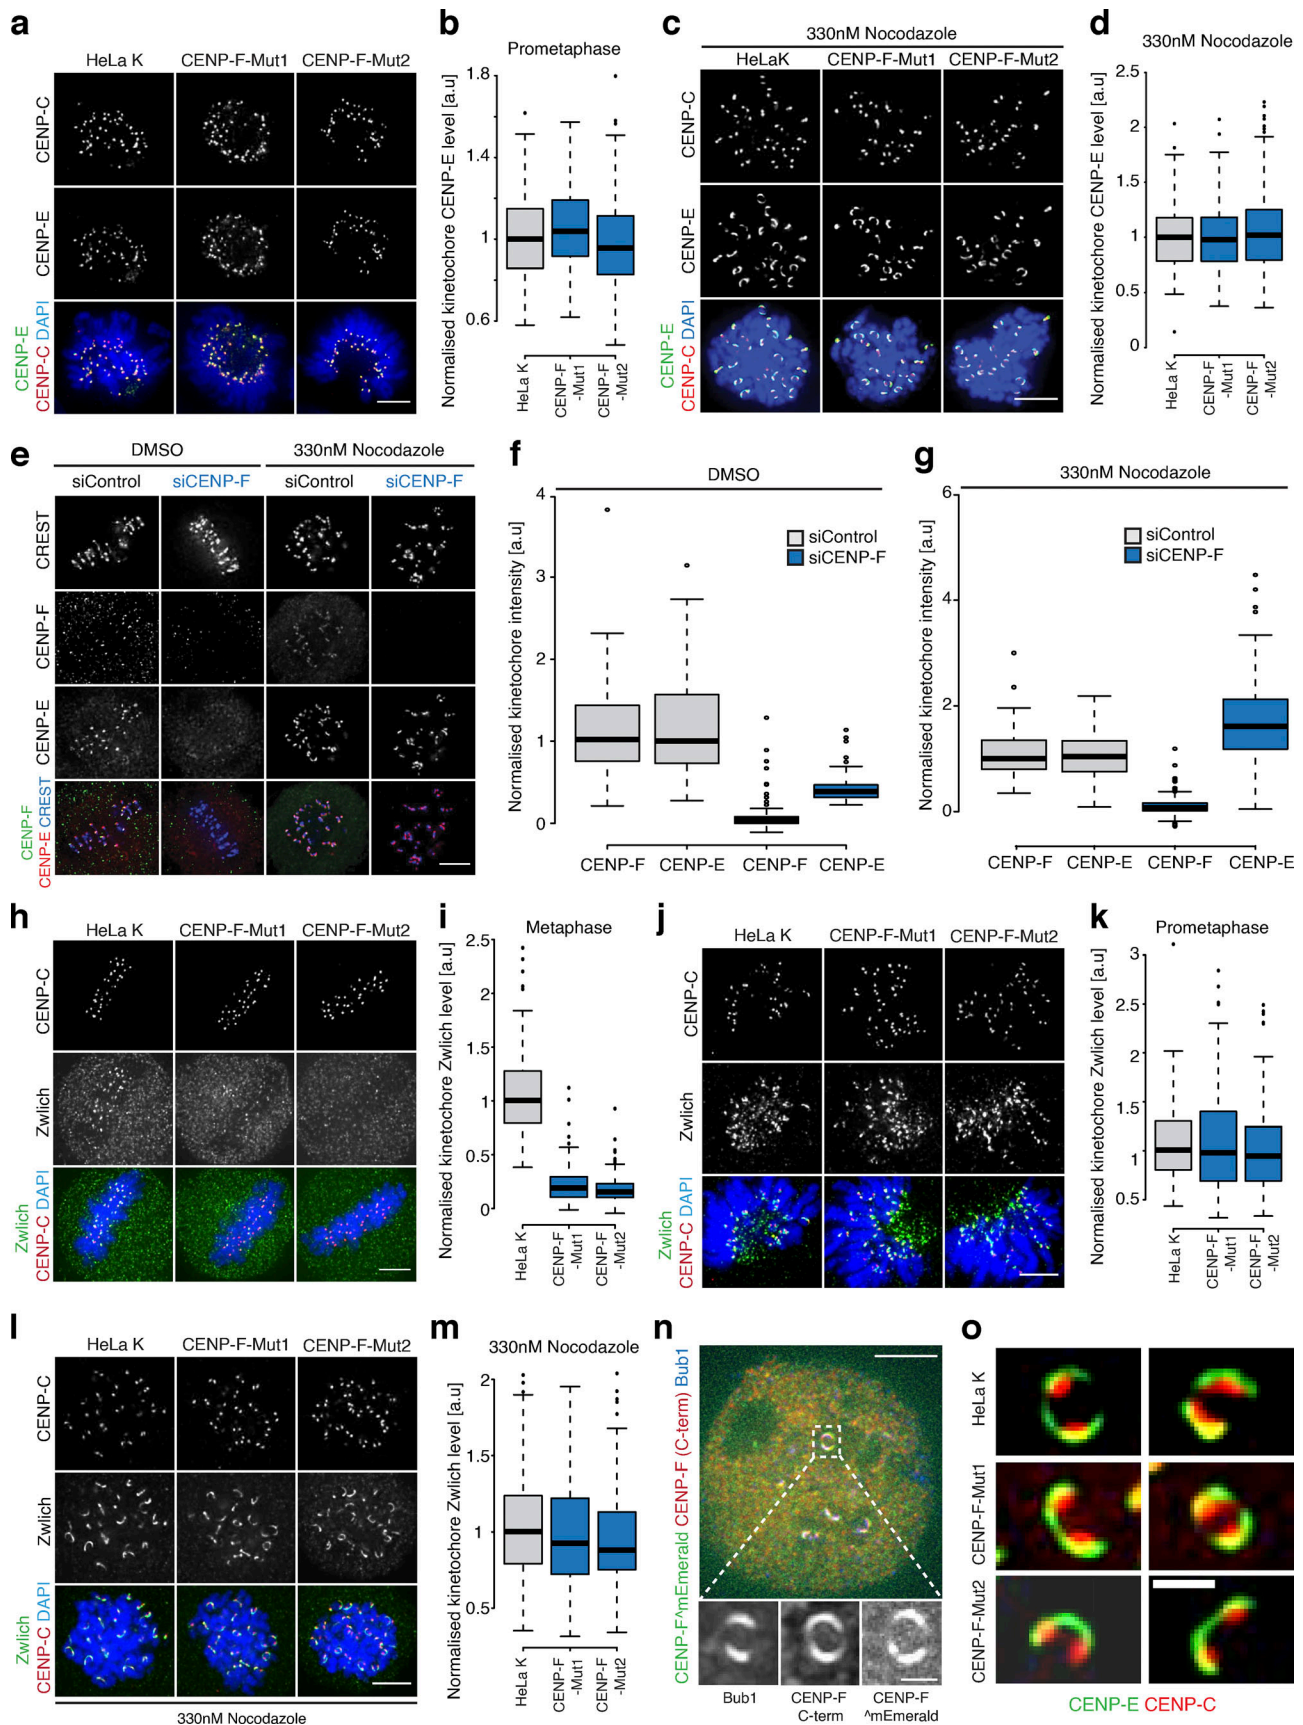 a
HeLa K CENP-F-Mut1 CENP-F-Mut2
CENP-C
CENP-E
CENP-E
CENP-C DAPI
b
Prometaphase
Normalised kinetochore CENP-E level [a.u]
1.8
1.4
1
0.6
HeLa K
CENP-F
-Mut1
CENP-F
-Mut2
c
330nM Nocodazole
HeLaK CENP-F-Mut1 CENP-F-Mut2
CENP-C
CENP-E
CENP-E
CENP-C DAPI
d
330nM Nocodazole
Normalised kinetochore CENP-E level [a.u]
2.5
2
1.5
1
0.5
0
HeLa K
CENP-F
-Mut1
CENP-F
-Mut2
e
DMSO 330nM Nocodazole
siControl siCENP-F siControl siCENP-F
CREST
CENP-F
CENP-E
CENP-F
CENP-E CREST
f
DMSO
Normalised kinetochore intensity [a.u]
4
3
2
1
0
siControl
siCENP-F
CENP-F CENP-E CENP-F CENP-E
g
330nM Nocodazole
Normalised kinetochore intensity [a.u]
6
4
2
0
siControl
siCENP-F
CENP-F CENP-E CENP-F CENP-E
h
HeLa K CENP-F-Mut1 CENP-F-Mut2
CENP-C
Zwlich
Zwlich
CENP-C DAPI
i
Metaphase
Normalised kinetochore Zwlich level [a.u]
2.5
2
1.5
1
0.5
0
HeLa K
CENP-F
-Mut1
CENP-F
-Mut2
j
HeLa K CENP-F-Mut1 CENP-F-Mut2
CENP-C
Zwlich
Zwlich
CENP-C DAPI
k
Prometaphase
Normalised kinetochore Zwlich level [a.u]
3
2.5
2
1.5
1
0.5
HeLa K
CENP-F
-Mut1
CENP-F
-Mut2
l
HeLa K CENP-F-Mut1 CENP-F-Mut2
CENP-C
Zwlich
Zwlich
CENP-C DAPI
330nM Nocodazole
m
330nM Nocodazole
Normalised kinetochore Zwlich level [a.u]
2
1.5
1
0.5
HeLa K
CENP-F
-Mut1
CENP-F
-Mut2
n
CENP-F^mEmerald CENP-F (C-term) Bub1
Bub1
CENP-F
C-term
CENP-F
^mEmerald
o
HeLa K
CENP-F-Mut1
CENP-F-Mut2
CENP-E CENP-C